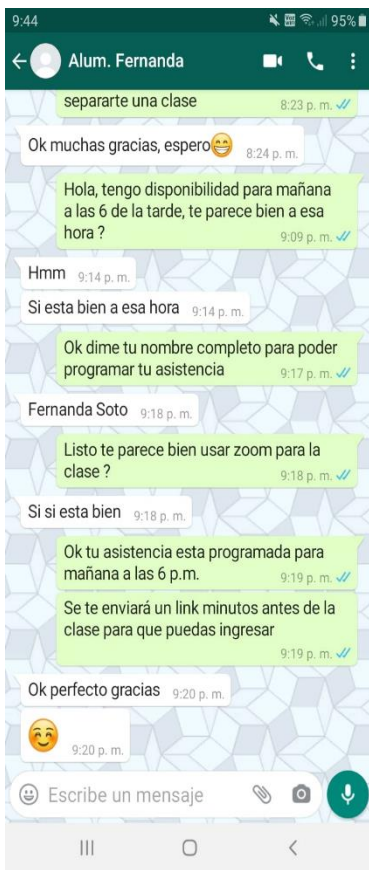 9:44
95%
Alum. Fernanda
separarte una clase
8:23 p. m.
Ok muchas gracias, espero😁
8:24 p. m.
Hola, tengo disponibilidad para mañana
a las 6 de la tarde, te parece bien a esa
hora ?
9:09 p. m.
Hmm 9:14 p. m.
Si esta bien a esa hora 9:14 p. m.
Ok dime tu nombre completo para poder
programar tu asistencia
9:17 p. m.
Fernanda Soto 9:18 p. m.
Listo te parece bien usar zoom para la
clase ?
9:18 p. m.
Si si esta bien 9:18 p. m.
Ok tu asistencia esta programada para
mañana a las 6 p.m.
9:19 p. m.
Se te enviará un link minutos antes de la
clase para que puedas ingresar
9:19 p. m.
Ok perfecto gracias 9:20 p. m.
☺️
9:20 p. m.
Escribe un mensaje